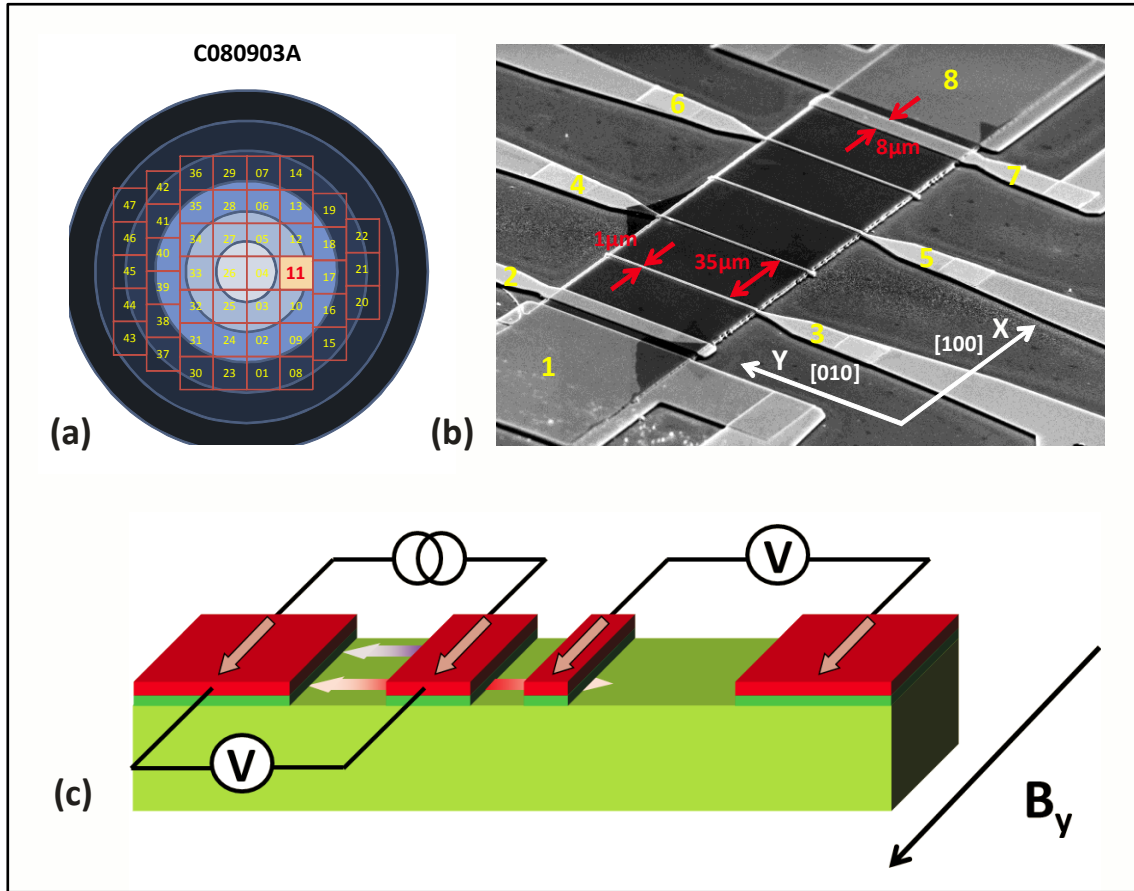 C080903A
36 29 07 14
42
47 35 28 06 13 19
41
46 34 27 05 12 22
40 18
45 33 26 04 11 21
39 17
44 32 25 03 10 20
38 16
43 31 24 02 09 15
37
30 23 01 08
(a)
8
6
8µm
7
4
1µm
35µm
5
2
3
1
X
[100]
Y
[010]
(b)
V
V
(c)
By